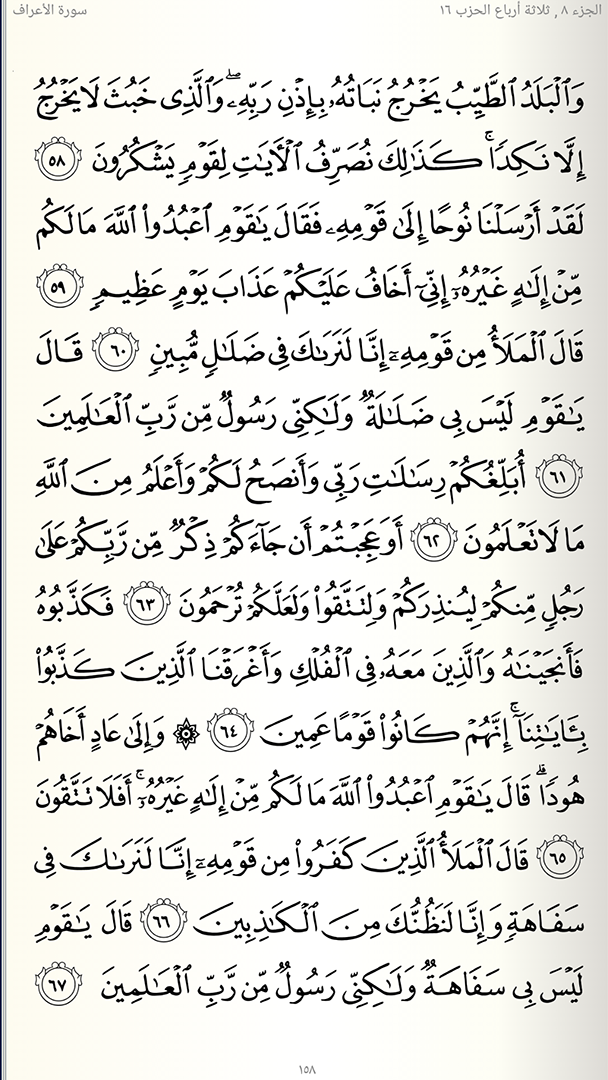 الجزء ٨ , ثلاثة أرباع الحزب ١٦
سورة الأعراف
وَٱلۡبَلَدُ ٱلطَّيِّبُ يَخۡرُجُ نَبَاتُهُۥ بِإِذۡنِ رَبِّهِۦۖ وَٱلَّذِي خَبُثَ لَا يَخۡرُجُ
إِلَّا نَكِدٗاۚ كَذَٰلِكَ نُصَرِّفُ ٱلۡأٓيَٰتِ لِقَوۡمٖ يَشۡكُرُونَ ٥٨
لَقَدۡ أَرۡسَلۡنَا نُوحًا إِلَىٰ قَوۡمِهِۦ فَقَالَ يَٰقَوۡمِ ٱعۡبُدُواْ ٱللَّهَ مَا لَكُم
مِّنۡ إِلَٰهٍ غَيۡرُهُۥٓ إِنِّيٓ أَخَافُ عَلَيۡكُمۡ عَذَابَ يَوۡمٍ عَظِيمٖ ٥٩
قَالَ ٱلۡمَلَأُ مِن قَوۡمِهِۦٓ إِنَّا لَنَرَىٰكَ فِي ضَلَٰلٖ مُّبِينٖ ٦٠ قَالَ
يَٰقَوۡمِ لَيۡسَ بِي ضَلَٰلَةٞ وَلَٰكِنِّي رَسُولٞ مِّن رَّبِّ ٱلۡعَٰلَمِينَ
٦١ أُبَلِّغُكُمۡ رِسَٰلَٰتِ رَبِّي وَأَنصَحُ لَكُمۡ وَأَعۡلَمُ مِنَ ٱللَّهِ
مَا لَا تَعۡلَمُونَ ٦٢ أَوَعَجِبۡتُمۡ أَن جَآءَكُمۡ ذِكۡرٞ مِّن رَّبِّكُمۡ عَلَىٰ
رَجُلٖ مِّنكُمۡ لِيُنذِرَكُمۡ وَلِتَتَّقُواْ وَلَعَلَّكُمۡ تُرۡحَمُونَ ٦٣ فَكَذَّبُوهُ
فَأَنجَيۡنَٰهُ وَٱلَّذِينَ مَعَهُۥ فِي ٱلۡفُلۡكِ وَأَغۡرَقۡنَا ٱلَّذِينَ كَذَّبُواْ
بِـَٔايَٰتِنَآۚ إِنَّهُمۡ كَانُواْ قَوۡمًا عَمِينَ ٦٤ ۞ وَإِلَىٰ عَادٍ أَخَاهُمۡ
هُودٗاۚ قَالَ يَٰقَوۡمِ ٱعۡبُدُواْ ٱللَّهَ مَا لَكُم مِّنۡ إِلَٰهٍ غَيۡرُهُۥٓۚ أَفَلَا تَتَّقُونَ
٦٥ قَالَ ٱلۡمَلَأُ ٱلَّذِينَ كَفَرُواْ مِن قَوۡمِهِۦٓ إِنَّا لَنَرَىٰكَ فِي
سَفَاهَةٖ وَإِنَّا لَنَظُنُّكَ مِنَ ٱلۡكَٰذِبِينَ ٦٦ قَالَ يَٰقَوۡمِ
لَيۡسَ بِي سَفَاهَةٞ وَلَٰكِنِّي رَسُولٞ مِّن رَّبِّ ٱلۡعَٰلَمِينَ ٦٧
١٥٨